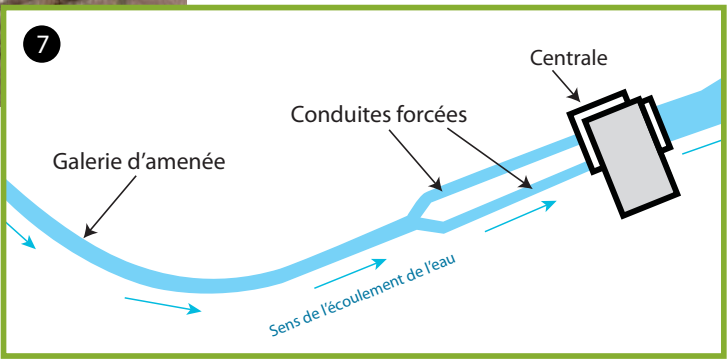 7
Centrale
Conduites forcées
Galerie d’amenée
Sens de l’écoulement de l’eau